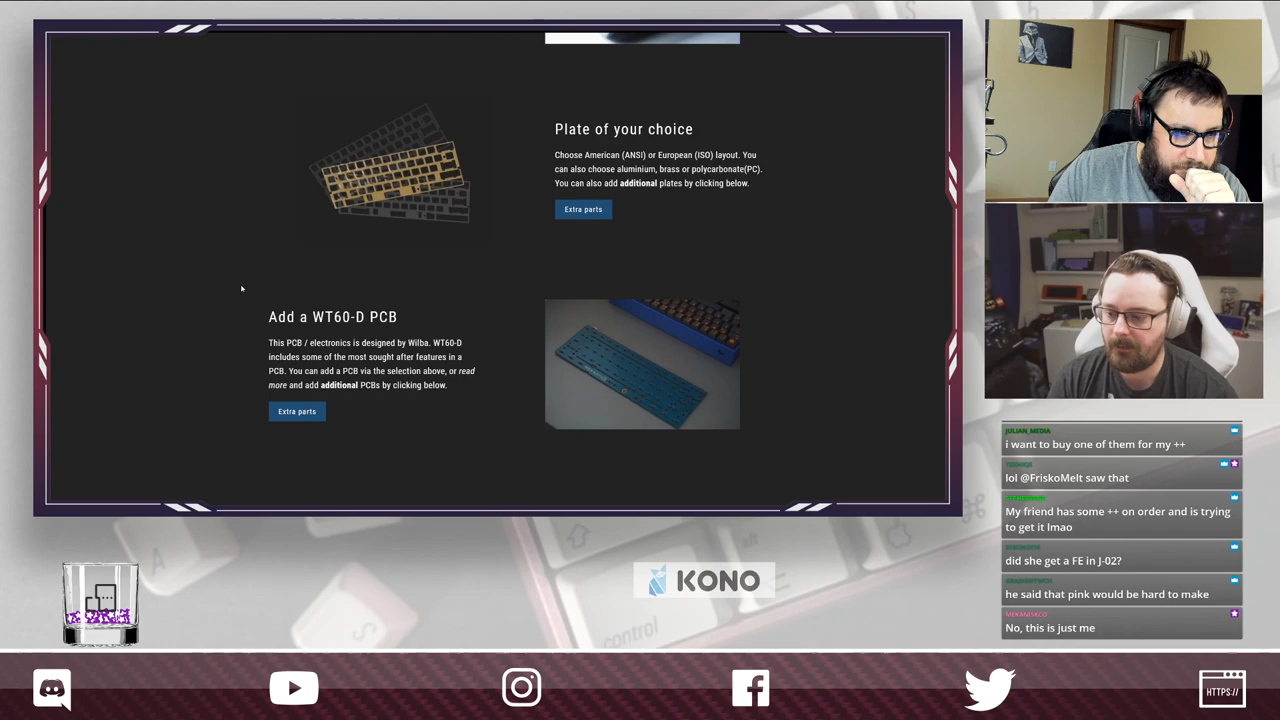 Plate of your choice
Choose American (ANSI) or European (ISO) layout. You
can also choose aluminium, brass or polycarbonate(PC).
You can also add additional plates by clicking below.
Extra parts
Add a WT60-D PCB
This PCB / electronics is designed by Wilba. WT60-D
includes some of the most sought after features in a
PCB. You can add a PCB via the selection above, or read
more and add additional PCBs by clicking below.
Extra parts
JULIAN_MEDIA
i want to buy one of them for my ++
lol @FriskoMelt saw that
My friend has some ++ on order and is trying
to get it lmao
did she get a FE in J-02?
he said that pink would be hard to make
No, this is just me
KONO
A
alt
control
HTTPS://